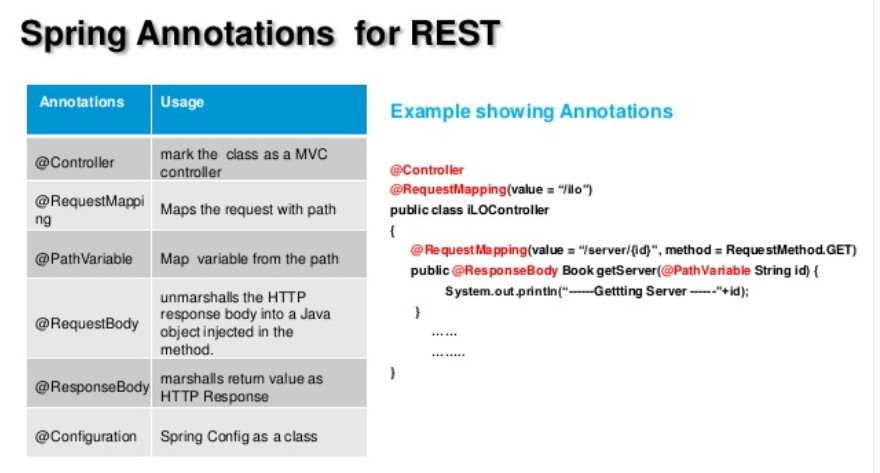 Spring Annotations for REST
Annotations Usage
@Controller
mark the class as a MVC
controller
@RequestMappi
ng
Maps the request with path
@PathVariable
Map variable from the path
@RequestBody
unmarshalls the HTTP
response body into a Java
object injected in the
method.
@ResponseBody
marshalls return value as
HTTP Response
@Configuration
Spring Config as a class
Example showing Annotations
@Controller
@RequestMapping(value = “/ilo”)
public class iLOController
{
@RequestMapping(value = “/server/{id}”, method = RequestMethod.GET)
public @ResponseBody Book getServer(@PathVariable String id) {
System.out.println(“------Gettting Server ------”+id);
}
……
……..
}